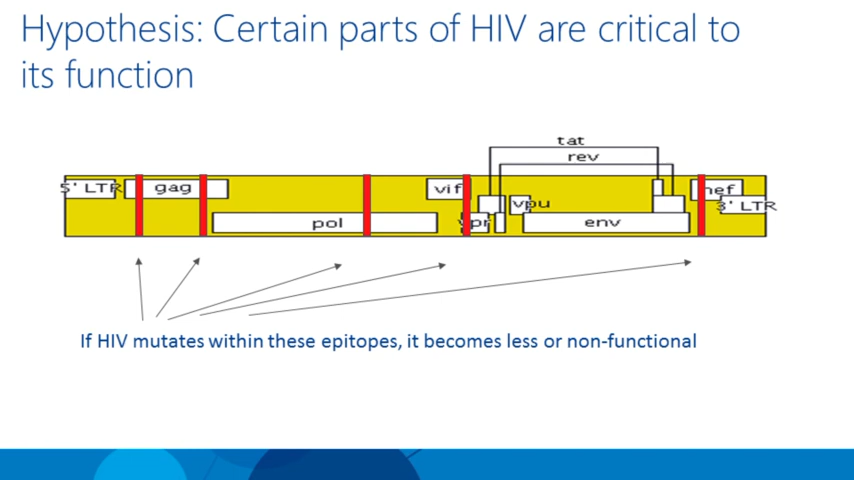 Hypothesis: Certain parts of HIV are critical to
its function
tat
rev
5' LTR
gag
vif
nef
vpu
3' LTR
pol
vpr
env
If HIV mutates within these epitopes, it becomes less or non-functional